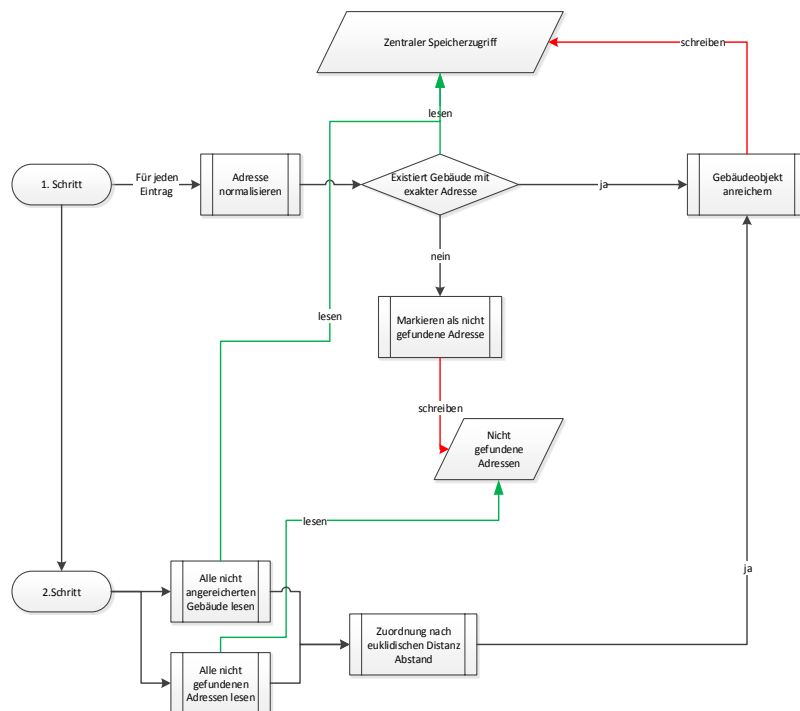 Zentraler Speicherzugriff
schreiben
lesen
1. Schritt
Für jeden
Eintrag
Adresse
normalisieren
Existiert Gebäude mit
exakter Adresse
ja
Gebäudeobjekt
anreichern
nein
lesen
Markieren als nicht
gefundene Adresse
schreiben
Nicht
gefundene
Adressen
lesen
2.Schritt
Alle nicht
angereicherten
Gebäude lesen
ja
Zuordnung nach
euklidischen Distanz
Abstand
Alle nicht
gefundenen
Adressen lesen